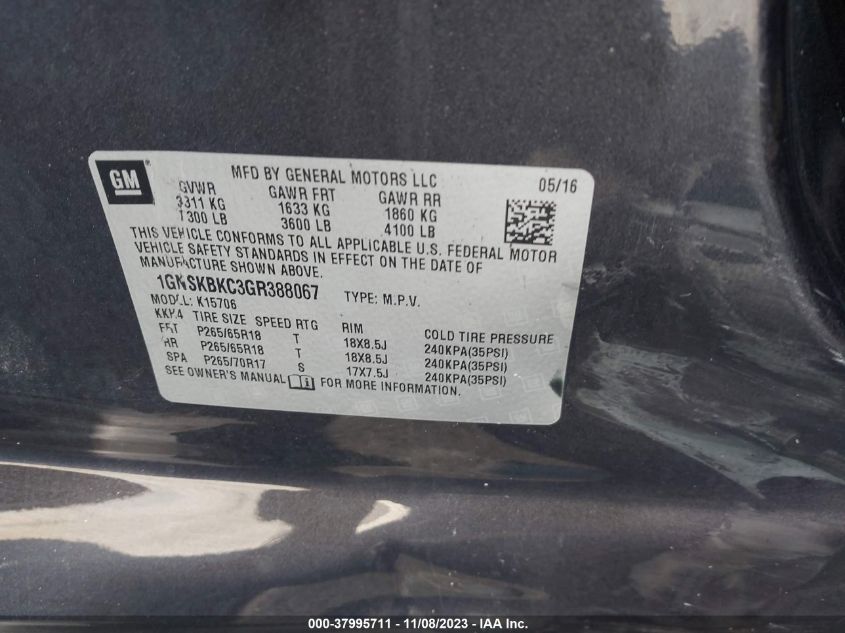 GM
MFD BY GENERAL MOTORS LLC 05/16
GVWR GAWR FRT GAWR RR
3311 KG 1633 KG 1860 KG
7300 LB 3600 LB 4100 LB
THIS VEHICLE CONFORMS TO ALL APPLICABLE U.S. FEDERAL MOTOR
VEHICLE SAFETY STANDARDS IN EFFECT ON THE DATE OF
MANUFACTURE SHOWN ABOVE.
1GNSKBKC3GR388067 TYPE: M.P.V.
MODEL: K15706
TIRE SIZE SPEED RTG RIM COLD TIRE PRESSURE
FRT P265/65R18 T 18X8.5J 240KPA(35PSI)
RR P265/65R18 T 18X8.5J 240KPA(35PSI)
SPA P265/70R17 S 17X7.5J 240KPA(35PSI)
SEE OWNER'S MANUAL FOR MORE INFORMATION.
000-37995711 - 11/08/2023 - IAA Inc.